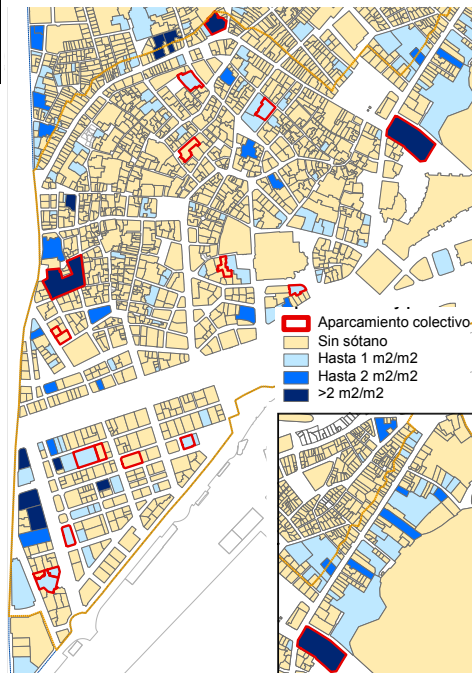 Aparcamiento colectivo
Sin sótano
Hasta 1 m2/m2
Hasta 2 m2/m2
>2 m2/m2